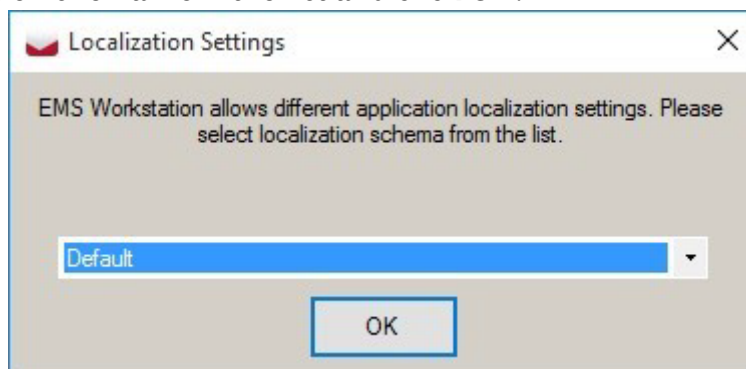 Localization Settings
EMS Workstation allows different application localization settings. Please
select localization schema from the list.
Default
OK